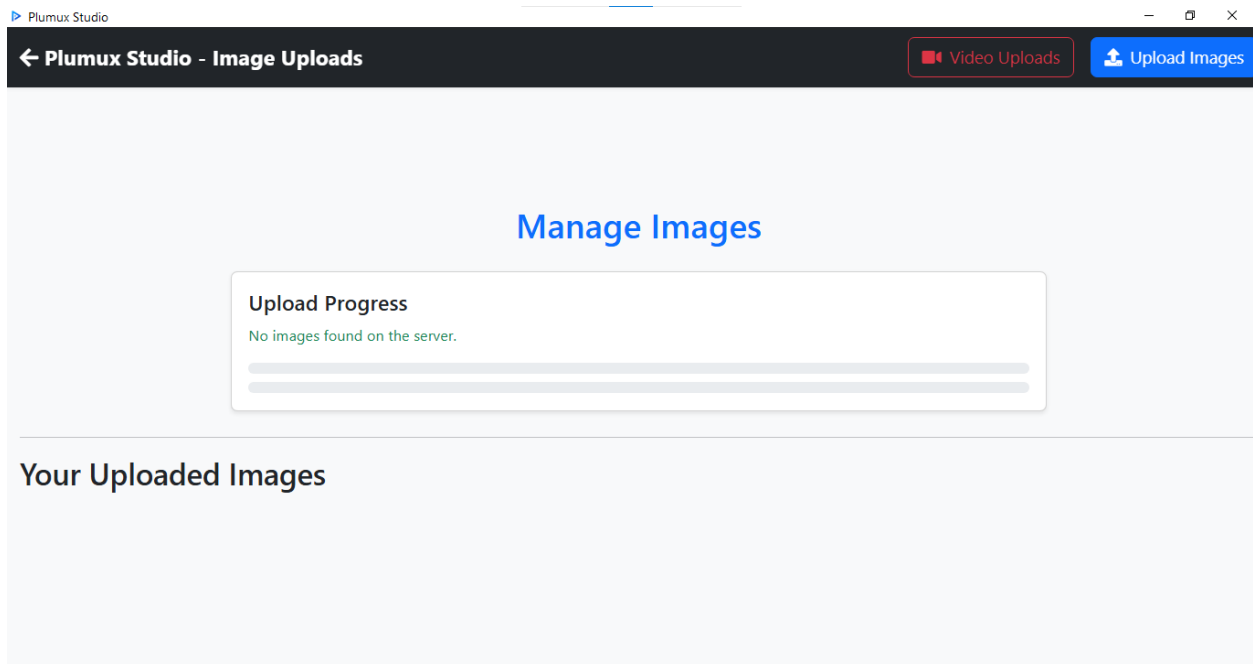 Plumux Studio
Plumux Studio - Image Uploads
Video Uploads
Upload Images
Manage Images
Upload Progress
No images found on the server.
Your Uploaded Images